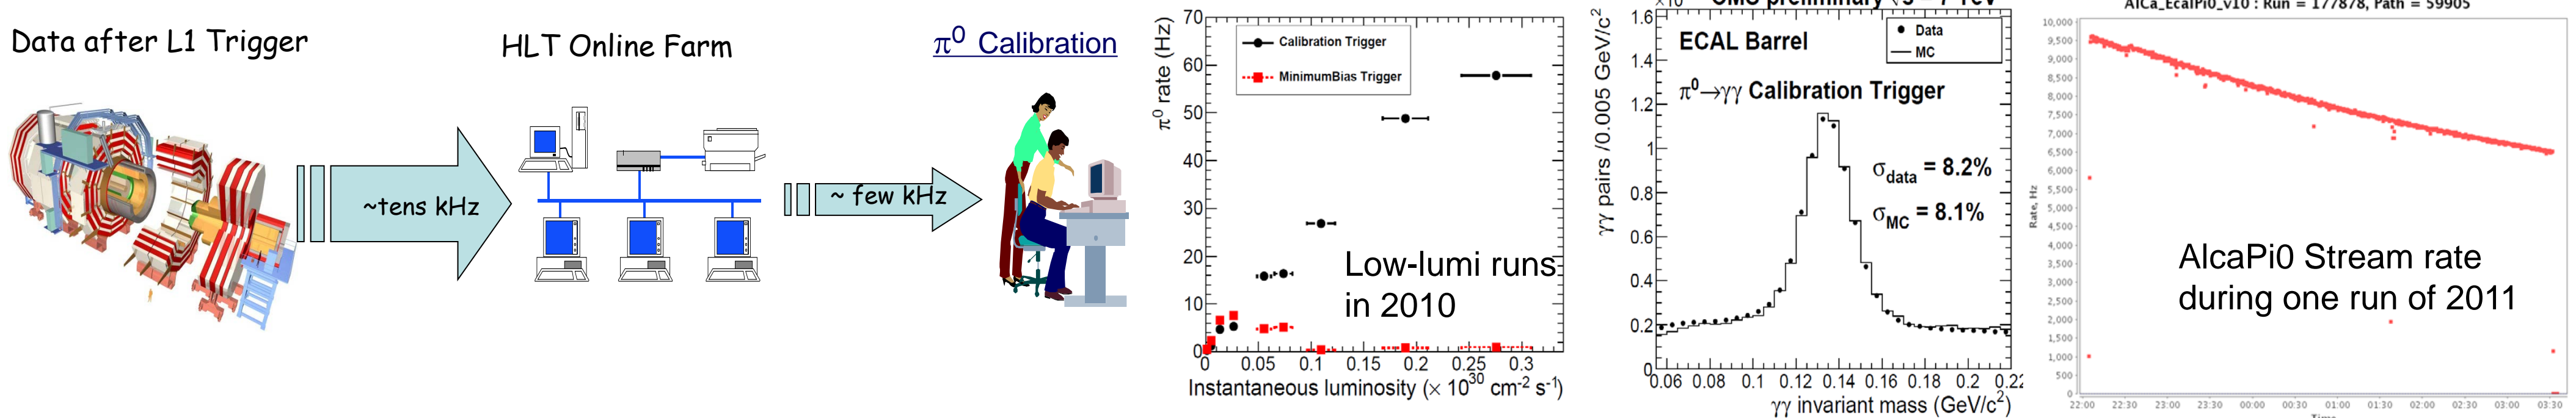 Data after L1 Trigger
HLT Online Farm
π⁰ Calibration
~tens kHz
~ few kHz
π⁰ rate (Hz)
70
60
50
40
30
20
10
0
Calibration Trigger
MinimumBias Trigger
Low-lumi runs
in 2010
0 0.05 0.1 0.15 0.2 0.25 0.3
Instantaneous luminosity (× 10³⁰ cm⁻² s⁻¹)
γγ pairs /0.005 GeV/c²
1.6
1.4
1.2
1
0.8
0.6
0.4
0.2
0
ECAL Barrel
Data
MC
π⁰→γγ Calibration Trigger
σdata = 8.2%
σMC = 8.1%
0.06 0.08 0.1 0.12 0.14 0.16 0.18 0.2 0.22
γγ invariant mass (GeV/c²)
AlCa_EcalPi0_v10 : Run = 177878, Path = 59905
Rate, Hz
10,000
9,500
9,000
8,500
8,000
7,500
7,000
6,500
6,000
5,500
5,000
4,500
4,000
3,500
3,000
2,500
2,000
1,500
1,000
500
0
AlcaPi0 Stream rate
during one run of 2011
22:00 22:30 23:00 23:30 00:00 00:30 01:00 01:30 02:00 02:30 03:00 03:30